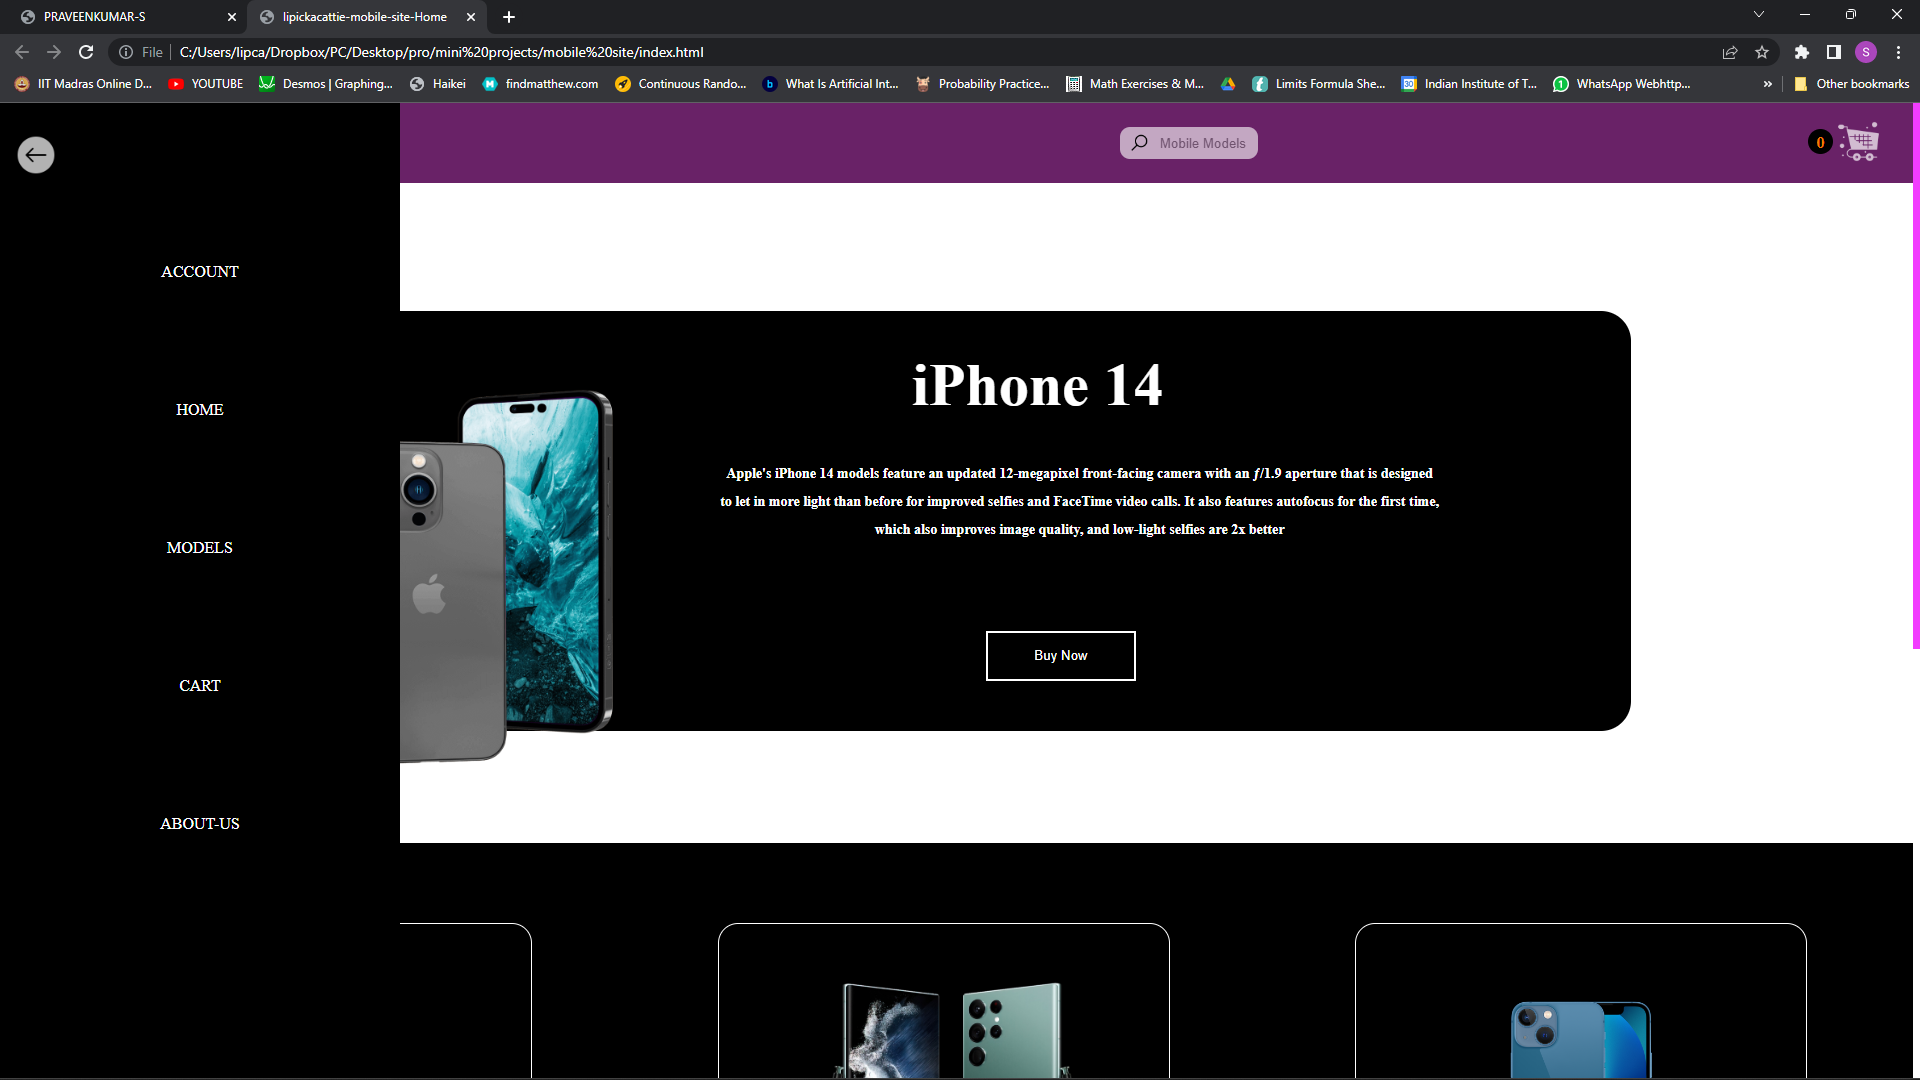 PRAVEENKUMAR-S
lipickacattie-mobile-site-Home
File
C:/Users/lipca/Dropbox/PC/Desktop/pro/mini%20projects/mobile%20site/index.html
S
IIT Madras Online D...
YOUTUBE
Desmos | Graphing...
Haikei
findmatthew.com
Continuous Rando...
What Is Artificial Int...
Probability Practice...
Math Exercises & M...
Limits Formula She...
Indian Institute of T...
WhatsApp Webhttp...
»
Other bookmarks
Mobile Models
0
ACCOUNT
HOME
MODELS
CART
ABOUT-US
iPhone 14
Apple's iPhone 14 models feature an updated 12-megapixel front-facing camera with an ƒ/1.9 aperture that is designed
to let in more light than before for improved selfies and FaceTime video calls. It also features autofocus for the first time,
which also improves image quality, and low-light selfies are 2x better
Buy Now